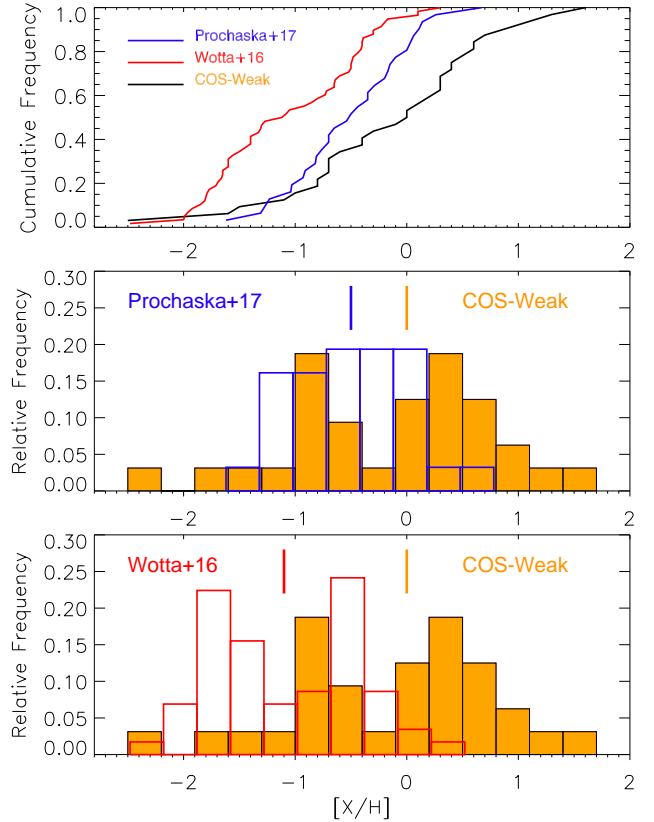 Cumulative Frequency
1.0
0.8
0.6
0.4
0.2
0.0
Prochaska+17
Wotta+16
COS-Weak
−2 −1 0 1 2
Relative Frequency
0.30
0.25
0.20
0.15
0.10
0.05
0.00
Prochaska+17 COS-Weak
−2 −1 0 1 2
Relative Frequency
0.30
0.25
0.20
0.15
0.10
0.05
0.00
Wotta+16 COS-Weak
−2 −1 0 1 2
[X/H]